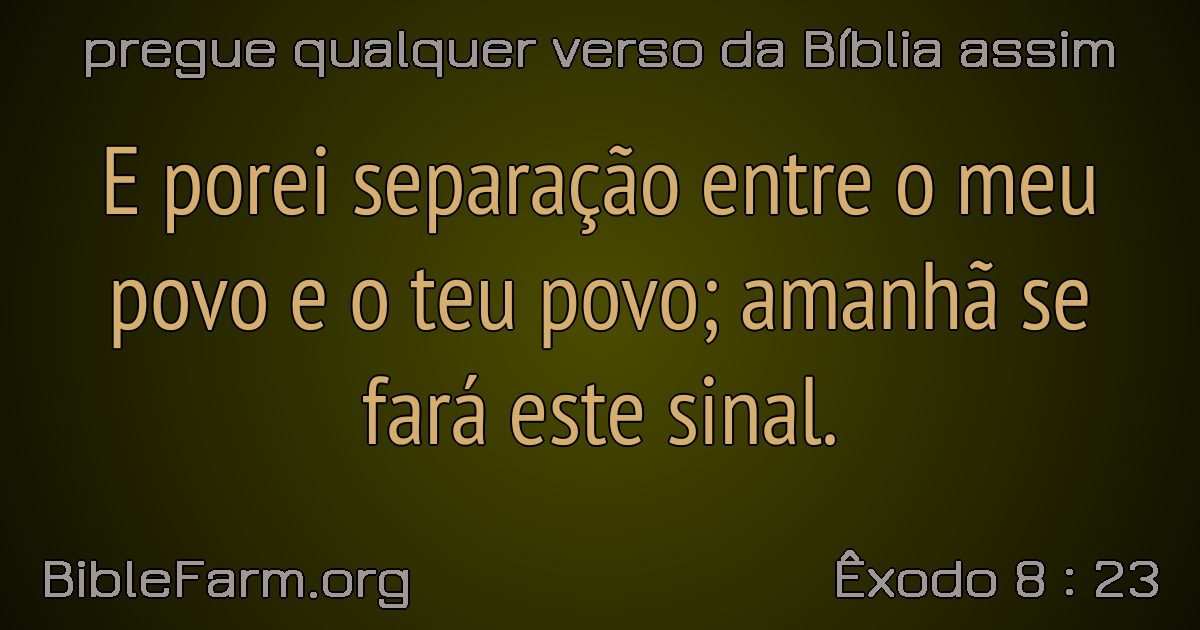 pregue qualquer verso da Bíblia assim
E porei separação entre o meu
povo e o teu povo; amanhã se
fará este sinal.
BibleFarm.org
Êxodo 8 : 23